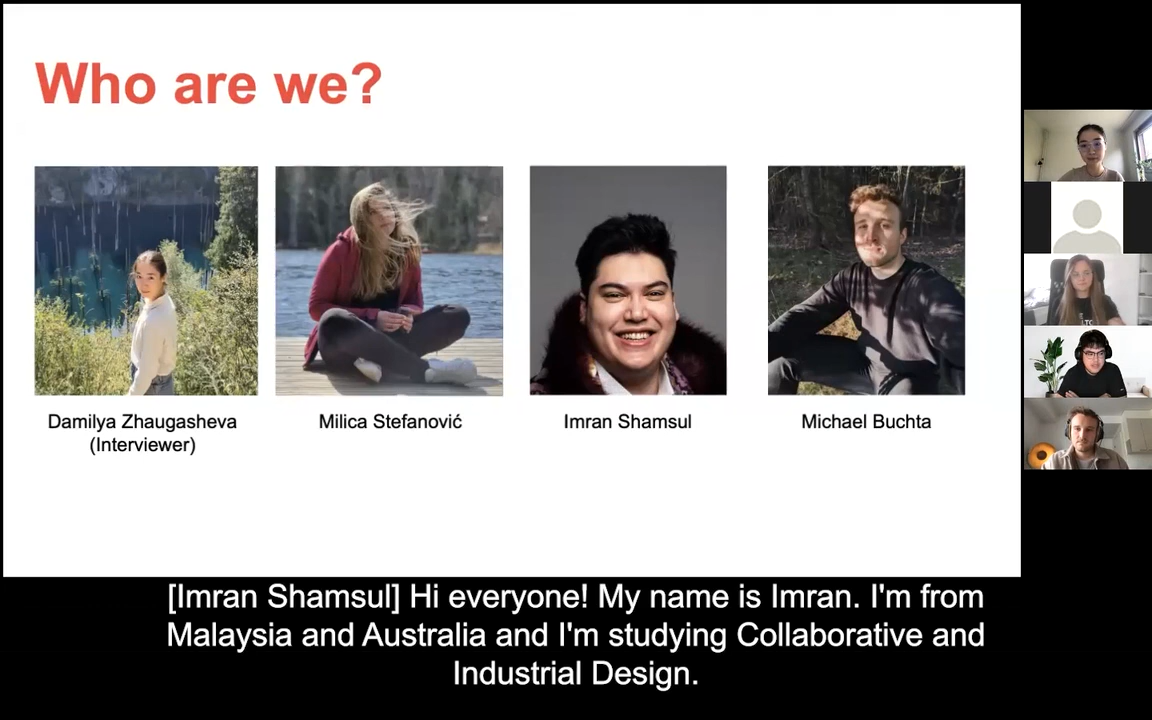 Who are we?
Damilya Zhaugasheva
(Interviewer)
Milica Stefanović
Imran Shamsul
Michael Buchta
[Imran Shamsul] Hi everyone! My name is Imran. I'm from
Malaysia and Australia and I'm studying Collaborative and
Industrial Design.